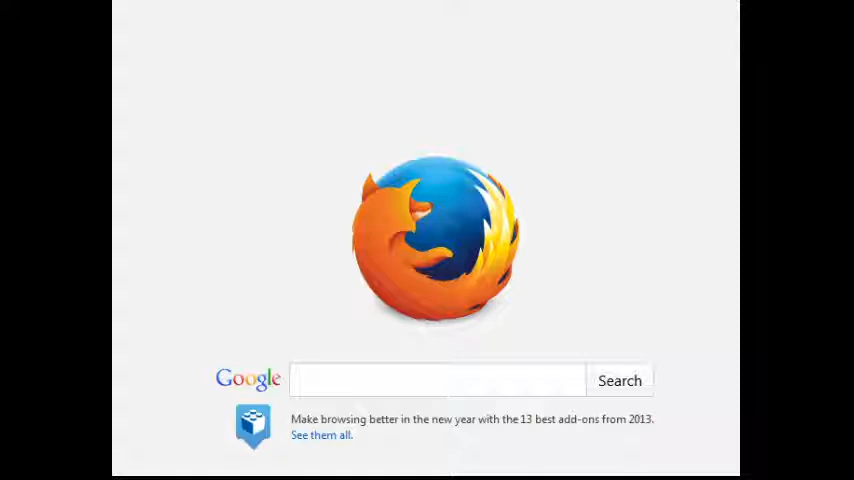 Google
Search
Make browsing better in the new year with the 13 best add-ons from 2013.
See them all.